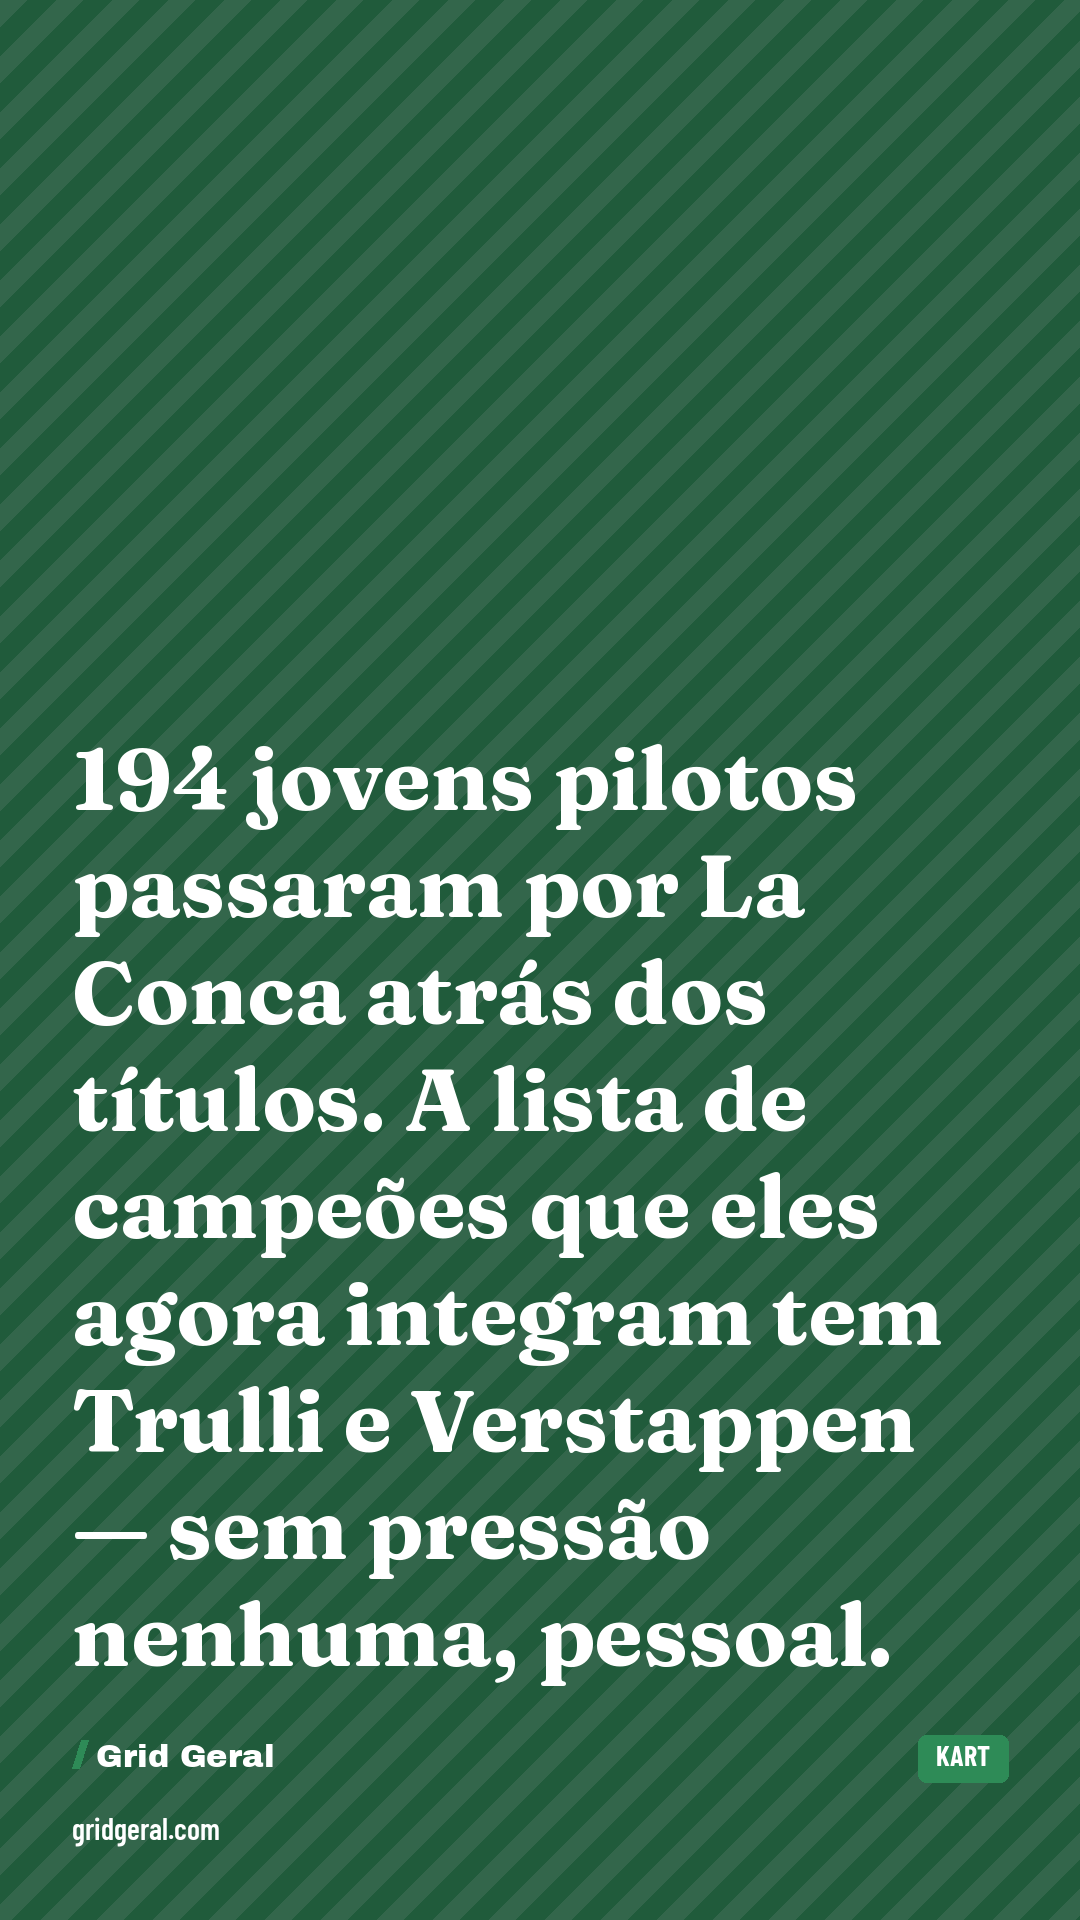 194 jovens pilotos
passaram por La
Conca atrás dos
títulos. A lista de
campeões que eles
agora integram tem
Trulli e Verstappen
— sem pressão
nenhuma, pessoal.
/ Grid Geral
KART
gridgeral.com